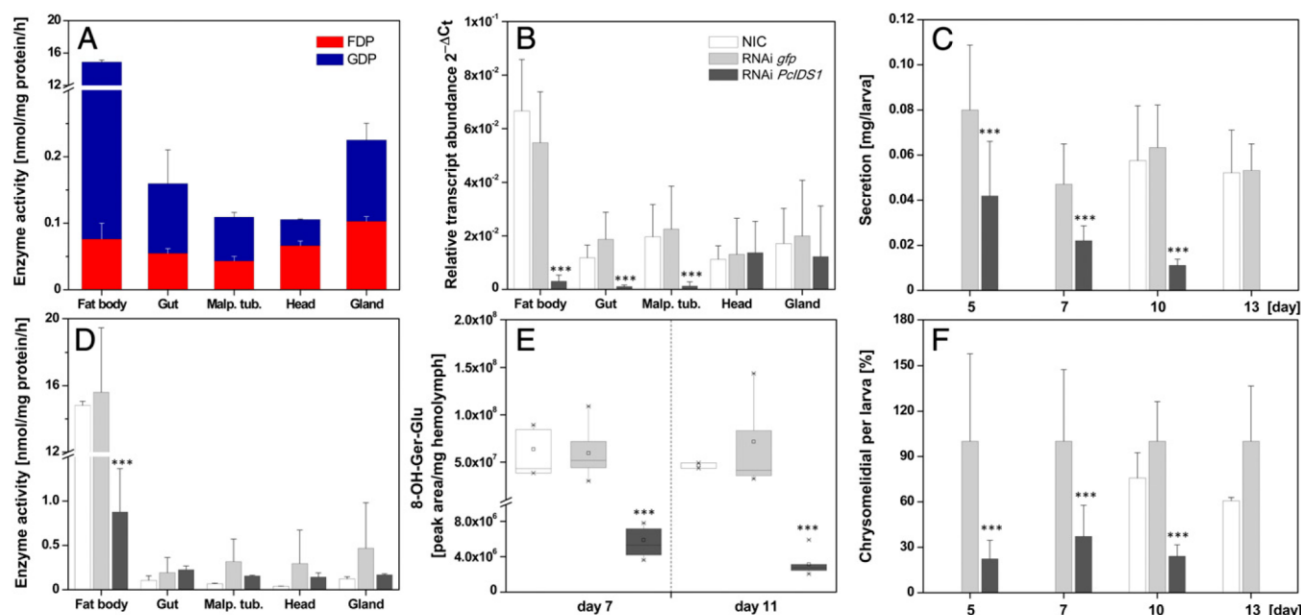 A
Enzyme activity [nmol/mg protein/h]
20
16
12
0.2
0.1
0
FDP
GDP
Fat body Gut Malp. tub. Head Gland
B
Relative transcript abundance 2⁻ΔCt
1x10⁻¹
8x10⁻²
6x10⁻²
4x10⁻²
2x10⁻²
0
NIC
RNAi gfp
RNAi PcIDS1
*** *** ***
Fat body Gut Malp. tub. Head Gland
C
Secretion [mg/larva]
0.12
0.10
0.08
0.06
0.04
0.02
0
*** *** ***
5 7 10 13 [day]
D
Enzyme activity [nmol/mg protein/h]
20
16
12
1.0
0.5
0
***
Fat body Gut Malp. tub. Head Gland
E
8-OH-Ger-Glu
[peak area/mg hemolymph]
2.0x10⁸
1.5x10⁸
1.0x10⁸
5.0x10⁷
8.0x10⁶
4.0x10⁶
0
*** ***
day 7 day 11
F
Chrysomelidial per larva [%]
180
150
120
90
60
30
0
*** *** ***
5 7 10 13 [day]